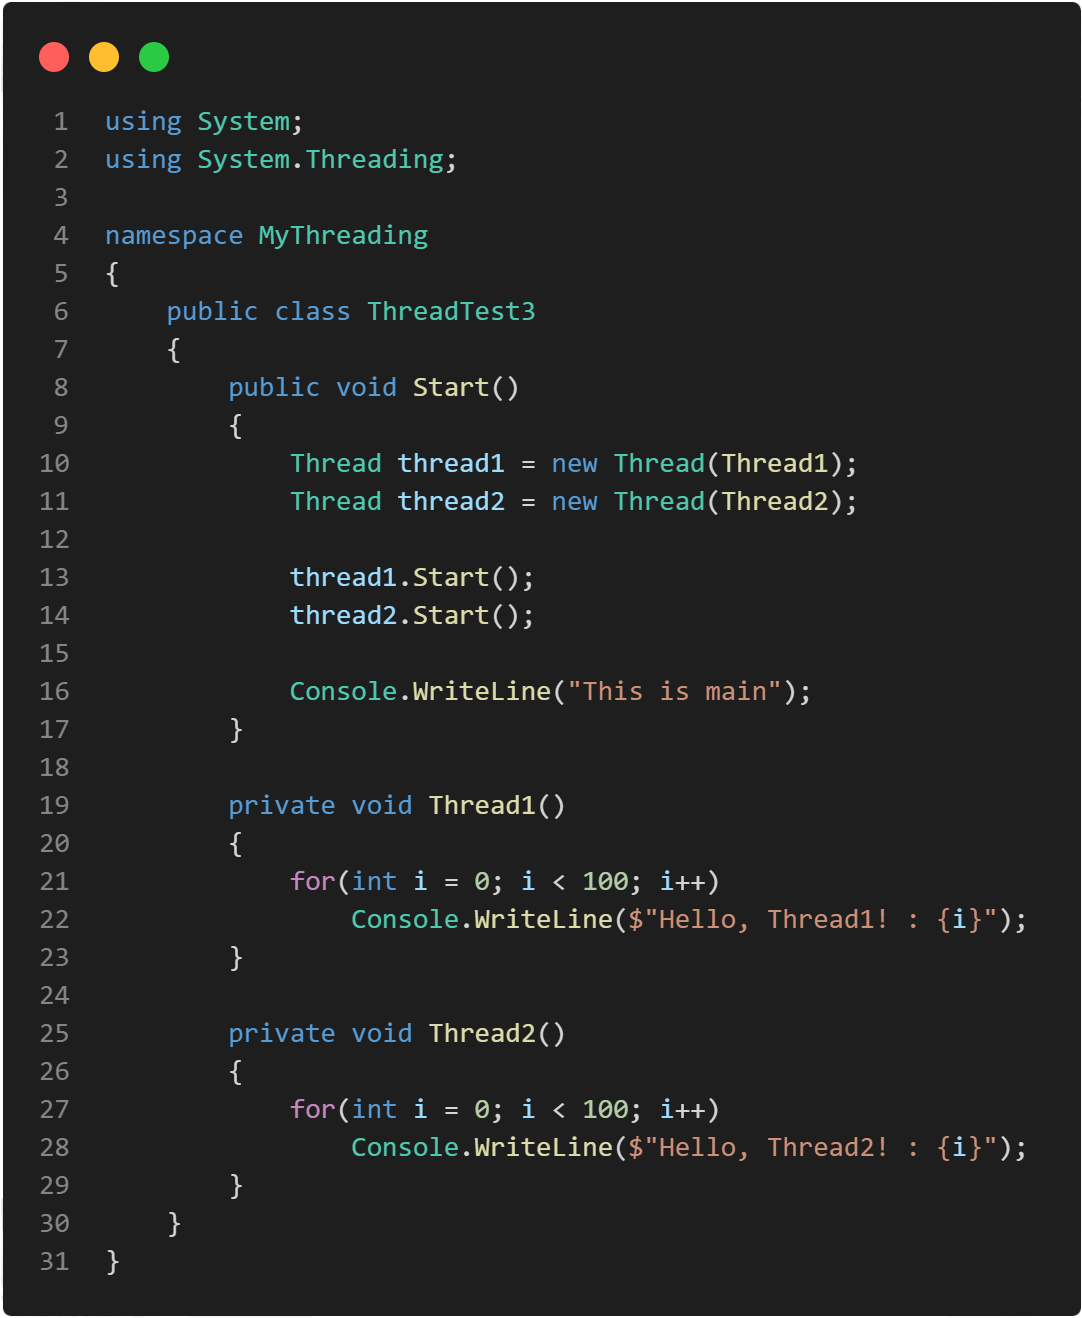 1 using System;
2 using System.Threading;
3
4 namespace MyThreading
5 {
6     public class ThreadTest3
7     {
8         public void Start()
9         {
10             Thread thread1 = new Thread(Thread1);
11             Thread thread2 = new Thread(Thread2);
12
13             thread1.Start();
14             thread2.Start();
15
16             Console.WriteLine("This is main");
17         }
18
19         private void Thread1()
20         {
21             for(int i = 0; i < 100; i++)
22                 Console.WriteLine($"Hello, Thread1! : {i}");
23         }
24
25         private void Thread2()
26         {
27             for(int i = 0; i < 100; i++)
28                 Console.WriteLine($"Hello, Thread2! : {i}");
29         }
30     }
31 }